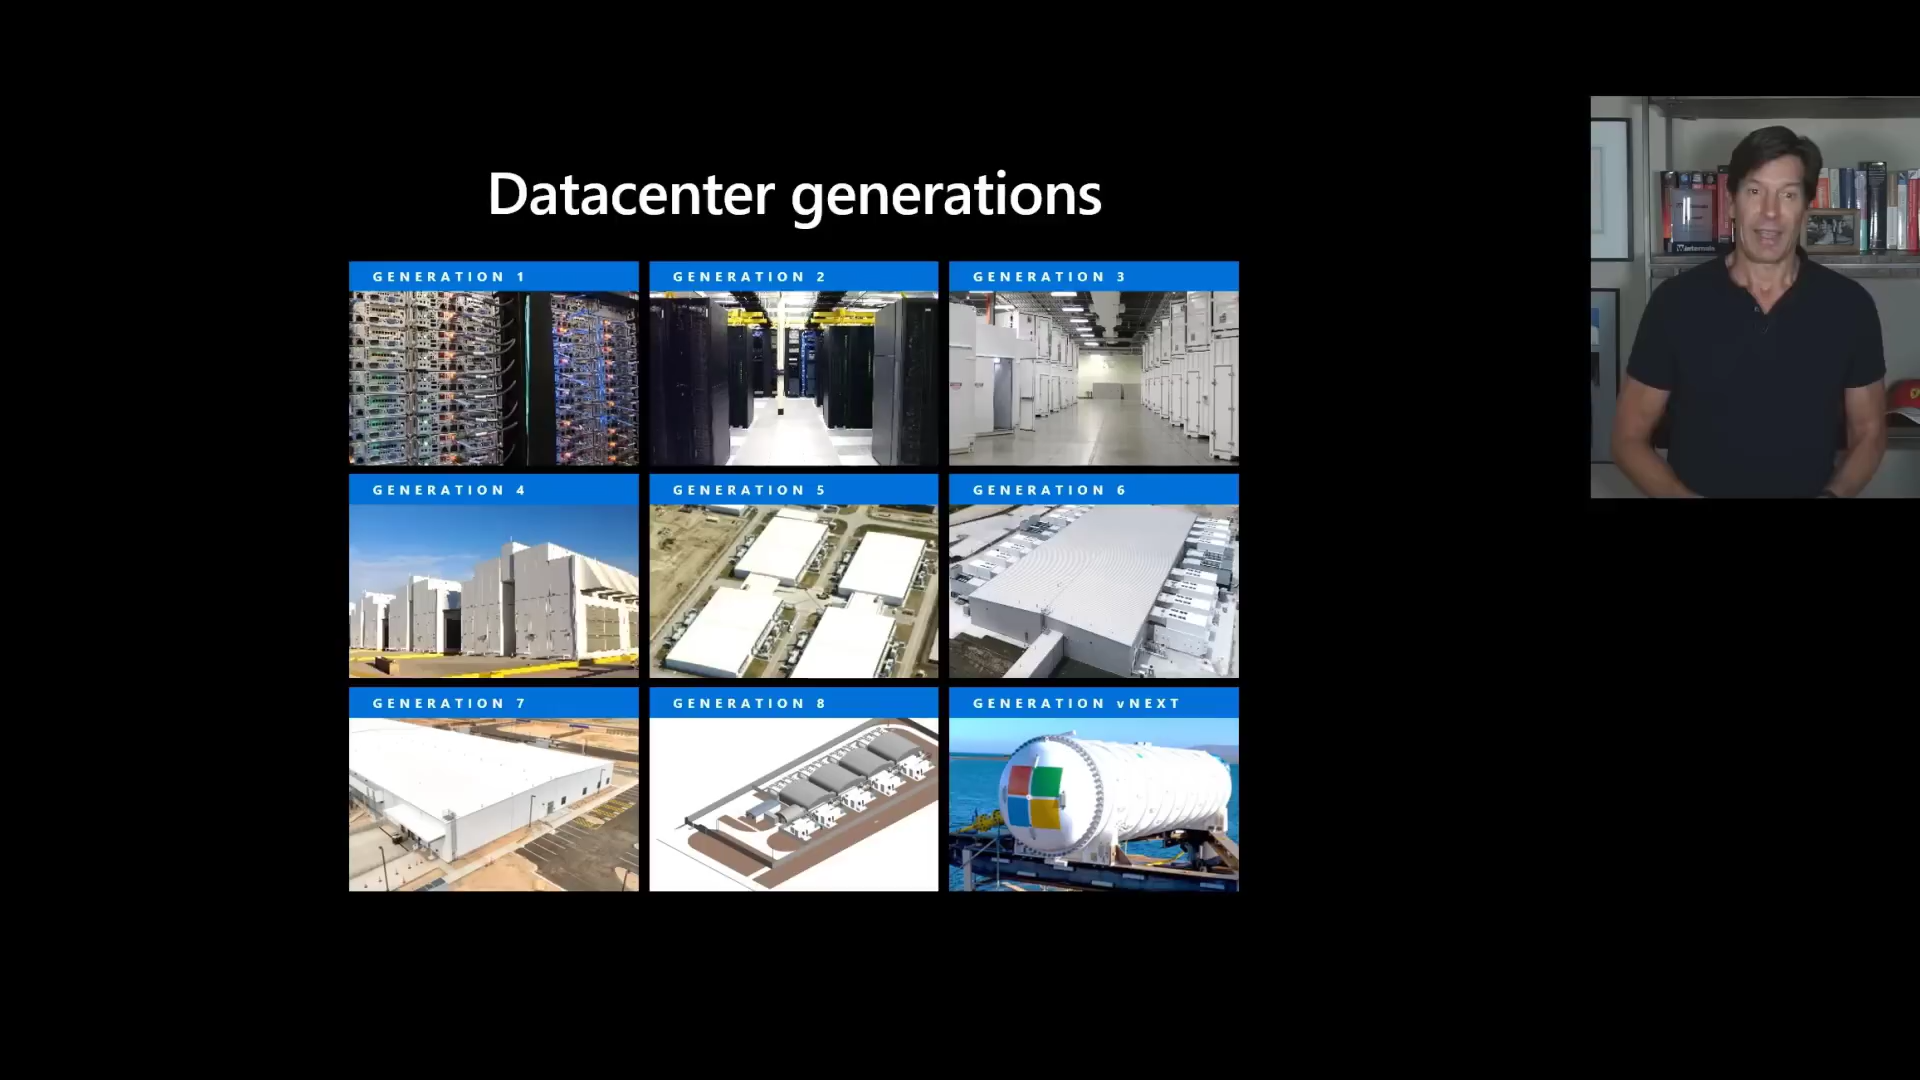 Datacenter generations
GENERATION 1
GENERATION 2
GENERATION 3
GENERATION 4
GENERATION 5
GENERATION 6
GENERATION 7
GENERATION 8
GENERATION vNEXT